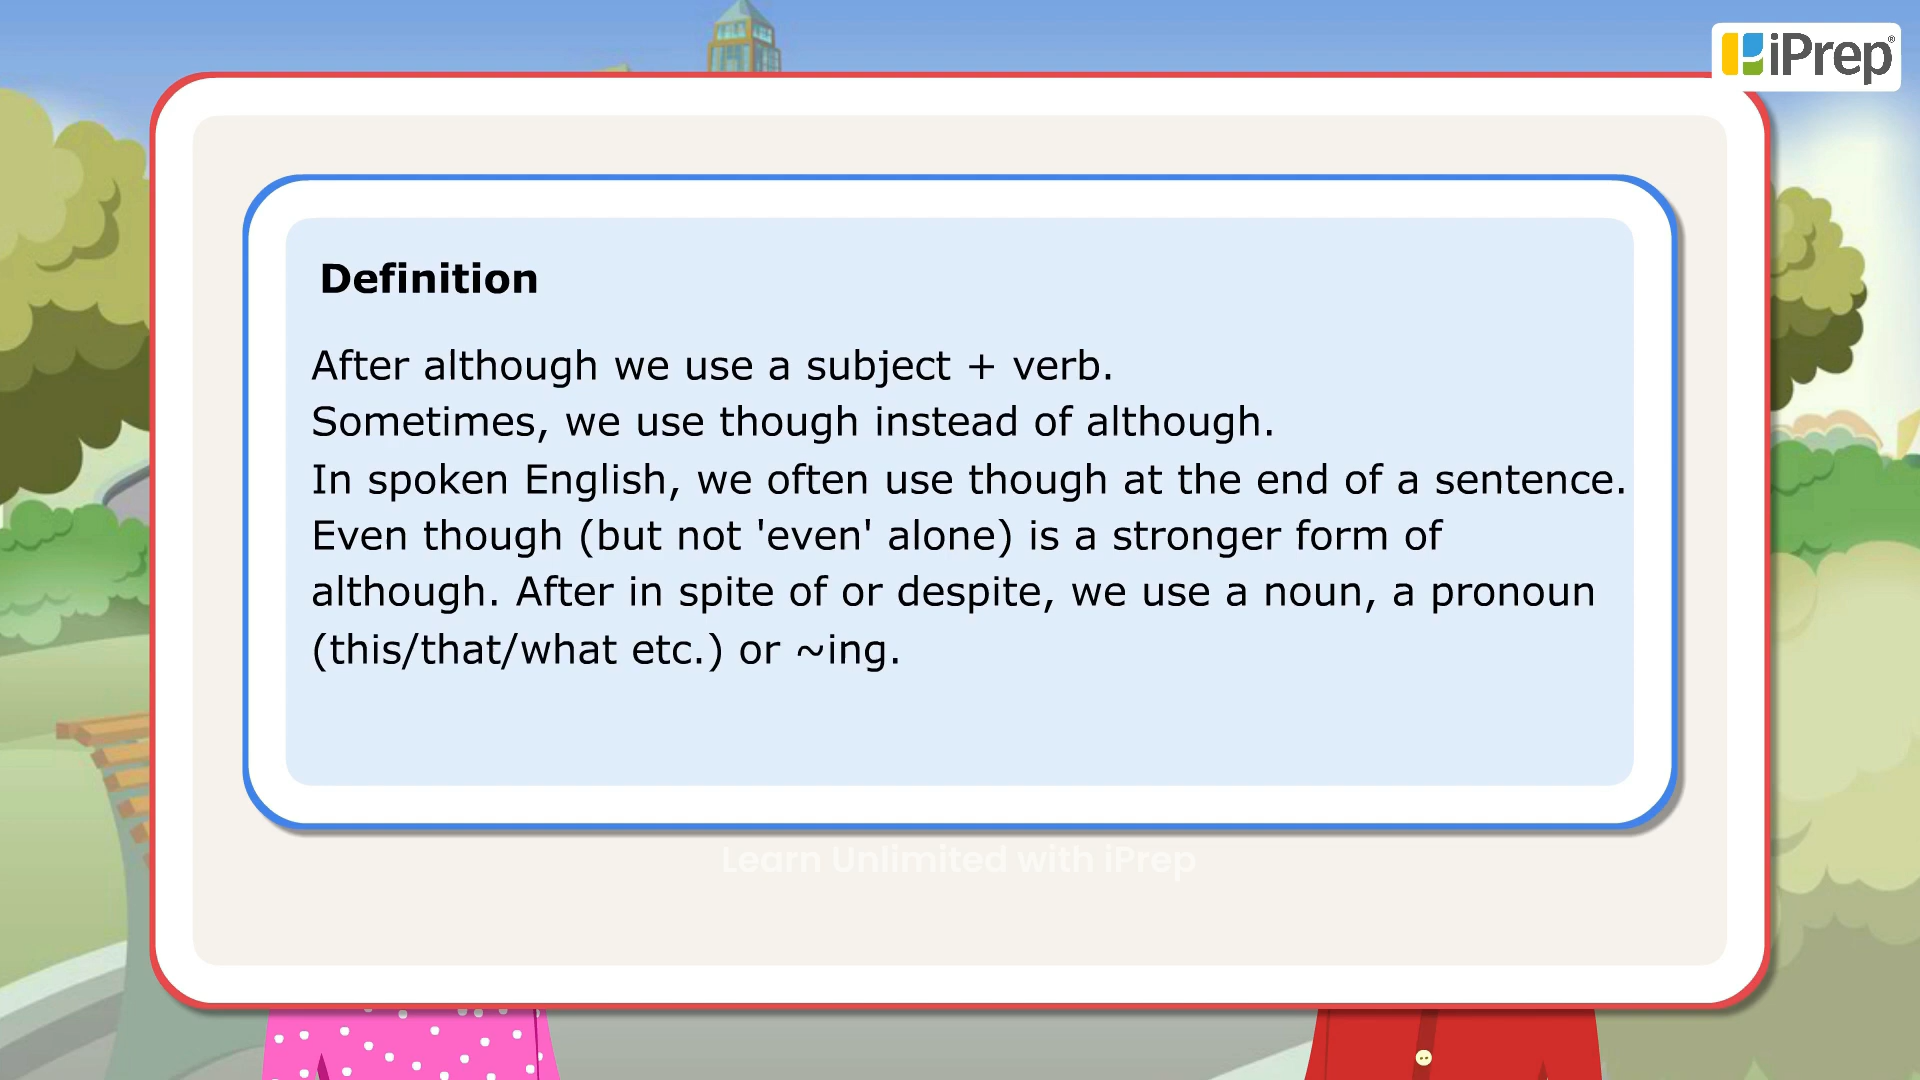 iPrep®
Definition
After although we use a subject + verb.
Sometimes, we use though instead of although.
In spoken English, we often use though at the end of a sentence.
Even though (but not 'even' alone) is a stronger form of
although. After in spite of or despite, we use a noun, a pronoun
(this/that/what etc.) or ~ing.
Learn Unlimited with iPrep